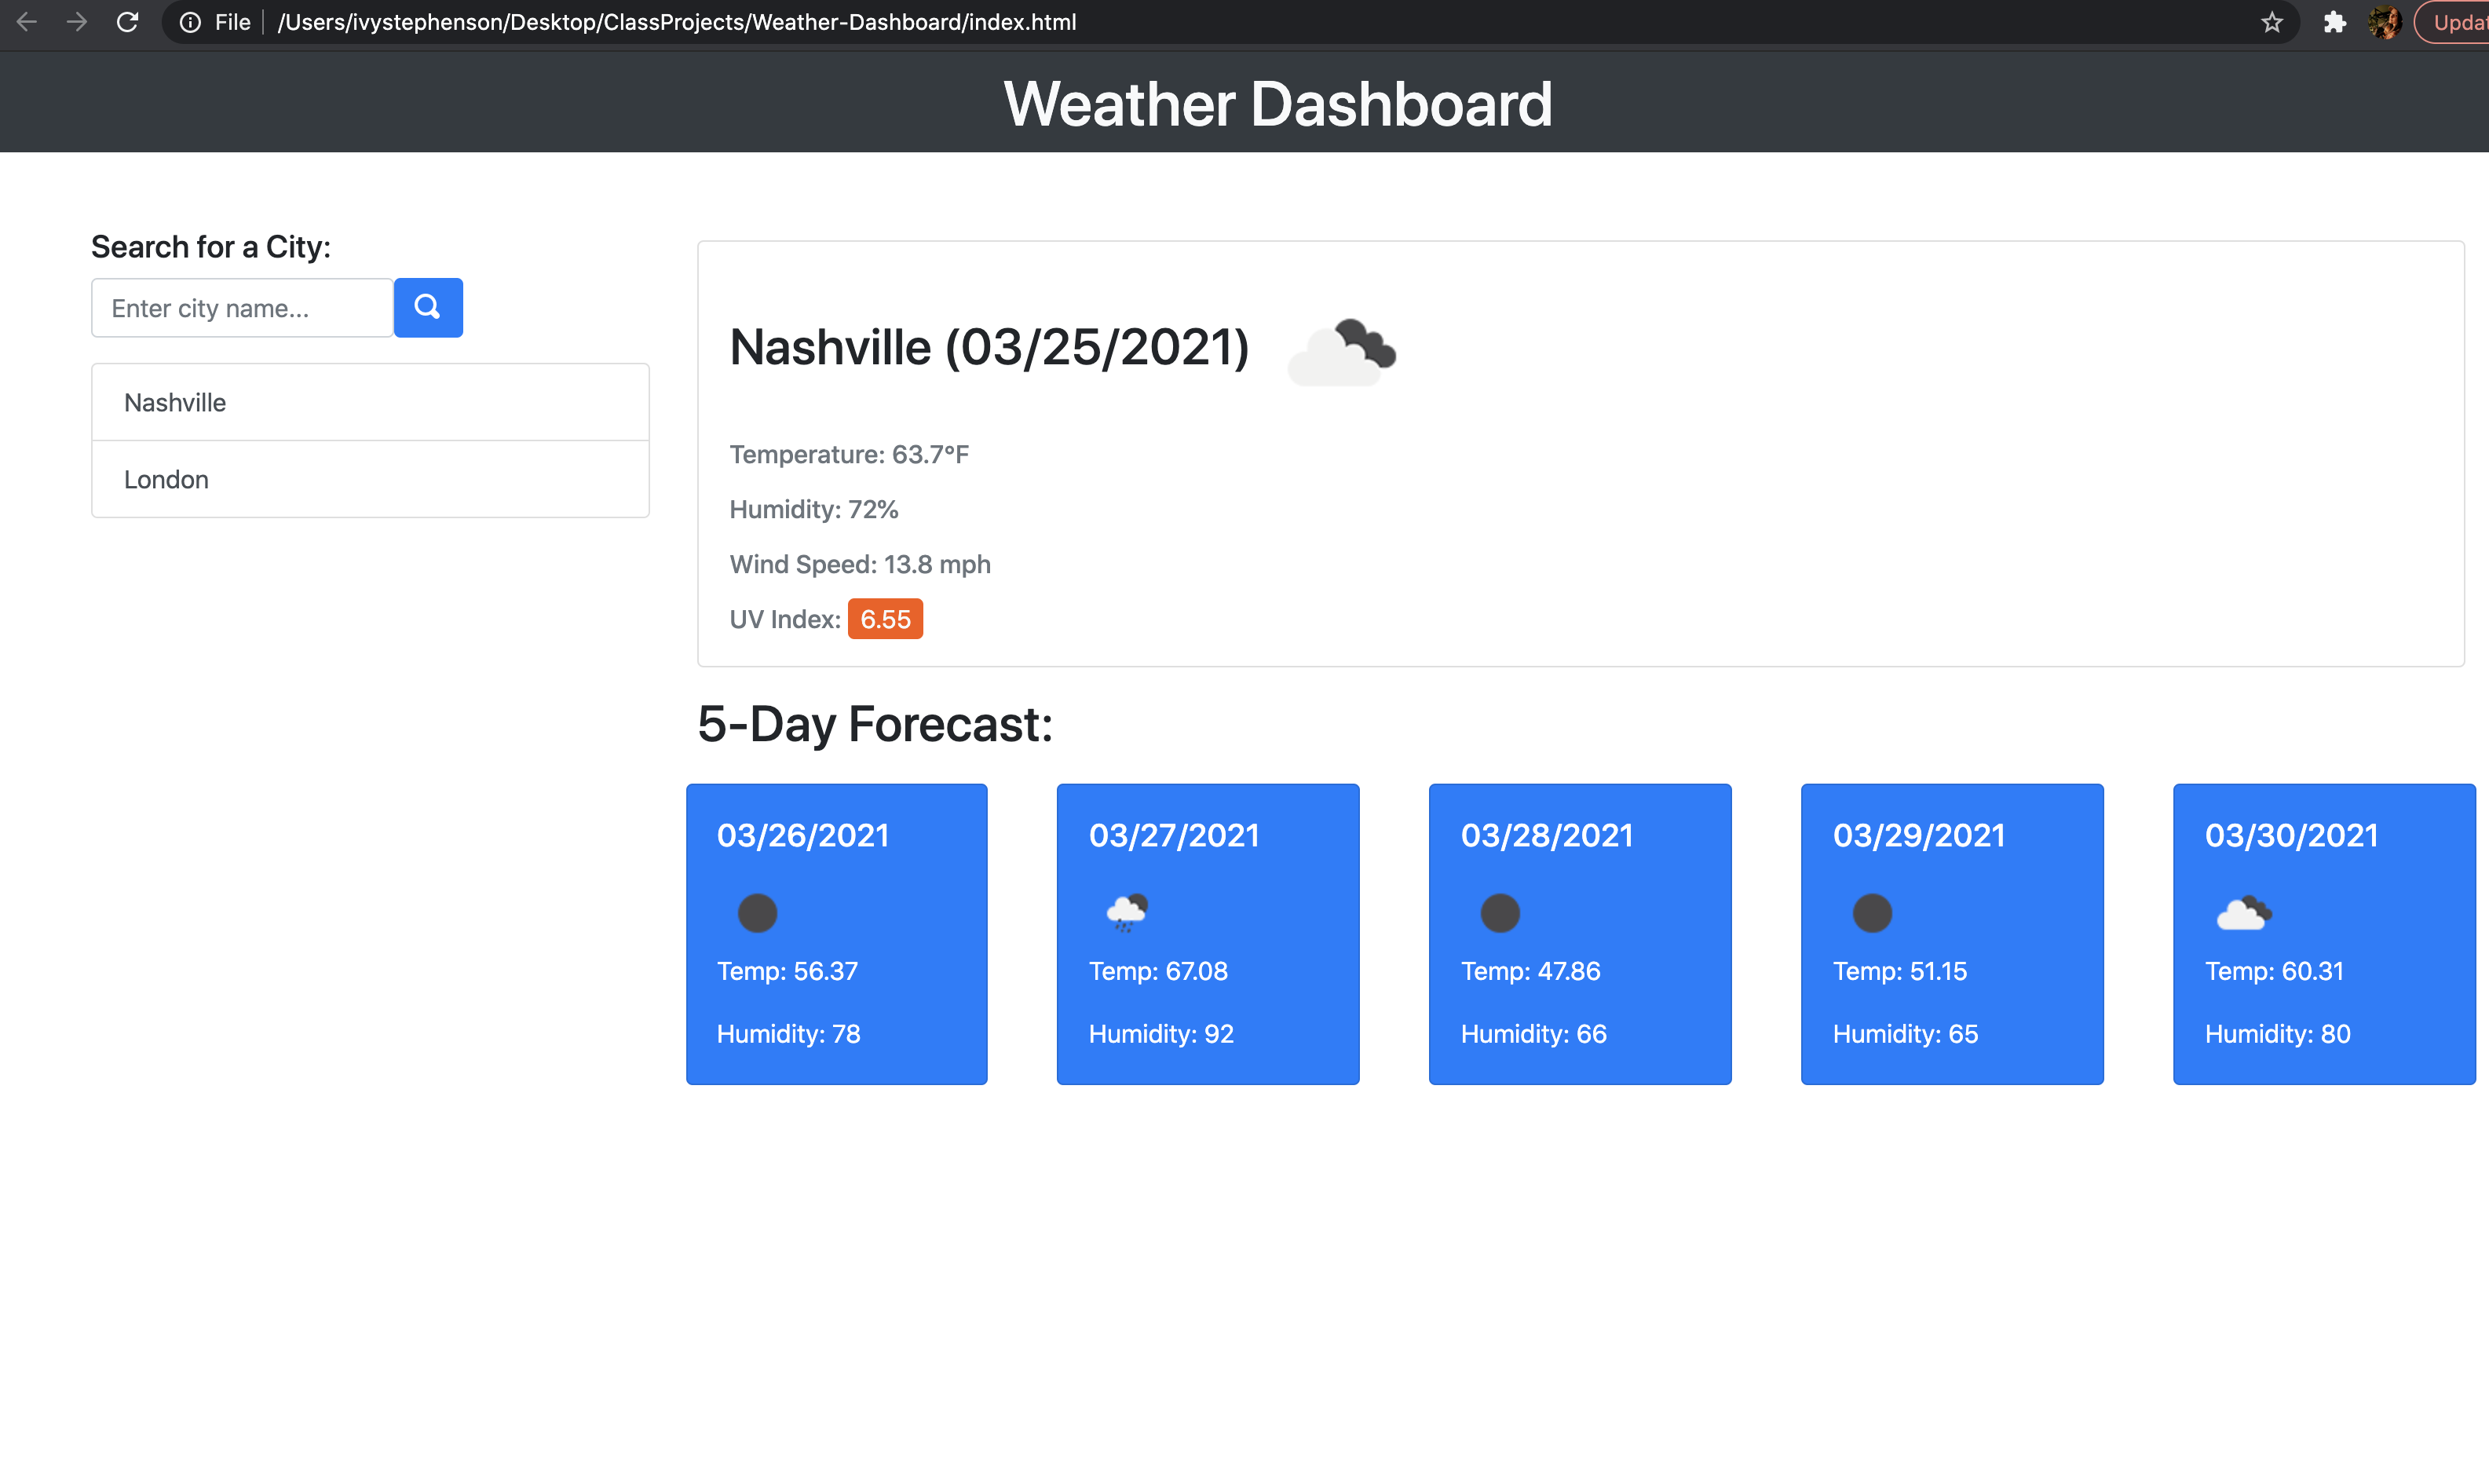 File /Users/ivystephenson/Desktop/ClassProjects/Weather-Dashboard/index.html
Weather Dashboard
Search for a City:
Enter city name...
Nashville
London
Nashville (03/25/2021)
Temperature: 63.7°F
Humidity: 72%
Wind Speed: 13.8 mph
UV Index: 6.55
5-Day Forecast:
03/26/2021
Temp: 56.37
Humidity: 78
03/27/2021
Temp: 67.08
Humidity: 92
03/28/2021
Temp: 47.86
Humidity: 66
03/29/2021
Temp: 51.15
Humidity: 65
03/30/2021
Temp: 60.31
Humidity: 80